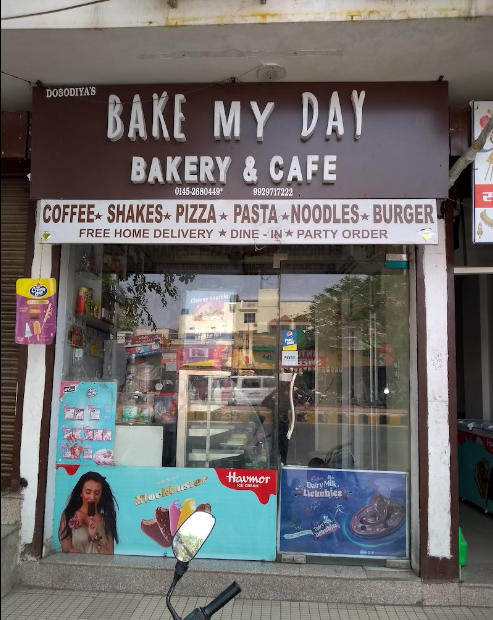 DOSODIYA'S
BAKE MY DAY
BAKERY & CAFE
0145-2680449* 9929717222
COFFEE★ SHAKES★ PIZZA★ PASTA ★NOODLES★ BURGER
FREE HOME DELIVERY ★ DINE - IN ★ PARTY ORDER
Blockbuster
Havmor
ICE CREAM
Dairy Milk
Lickables